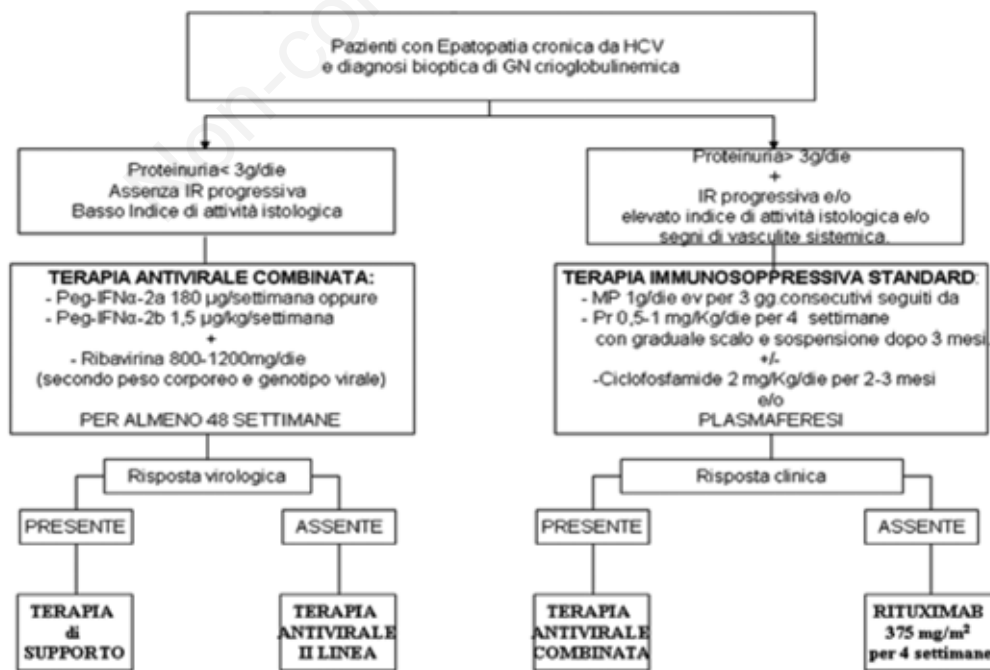 Pazienti con Epatopatia cronica da HCV
e diagnosi bioptica di GN crioglobulinemica
Proteinuria< 3g/die
Assenza IR progressiva
Basso Indice di attività istologica
TERAPIA ANTIVIRALE COMBINATA:
- Peg-IFNα-2a 180 µg/settimana oppure
- Peg-IFNα-2b 1,5 µg/kg/settimana
+
- Ribavirina 800-1200mg/die
(secondo peso corporeo e genotipo virale)
PER ALMENO 48 SETTIMANE
Risposta virologica
PRESENTE
ASSENTE
TERAPIA
di
SUPPORTO
TERAPIA
ANTIVIRALE
II LINEA
Proteinuria> 3g/die
+
IR progressiva e/o
elevato indice di attività istologica e/o
segni di vasculite sistemica.
TERAPIA IMMUNOSOPPRESSIVA STANDARD:
- MP 1g/die ev per 3 gg.consecutivi seguiti da
- Pr 0,5-1 mg/Kg/die per 4 settimane
con graduale scalo e sospensione dopo 3 mesi.
+/-
-Ciclofosfamide 2 mg/Kg/die per 2-3 mesi
e/o
PLASMAFERESI
Risposta clinica
PRESENTE
ASSENTE
TERAPIA
ANTIVIRALE
COMBINATA
RITUXIMAB
375 mg/m²
per 4 settimane